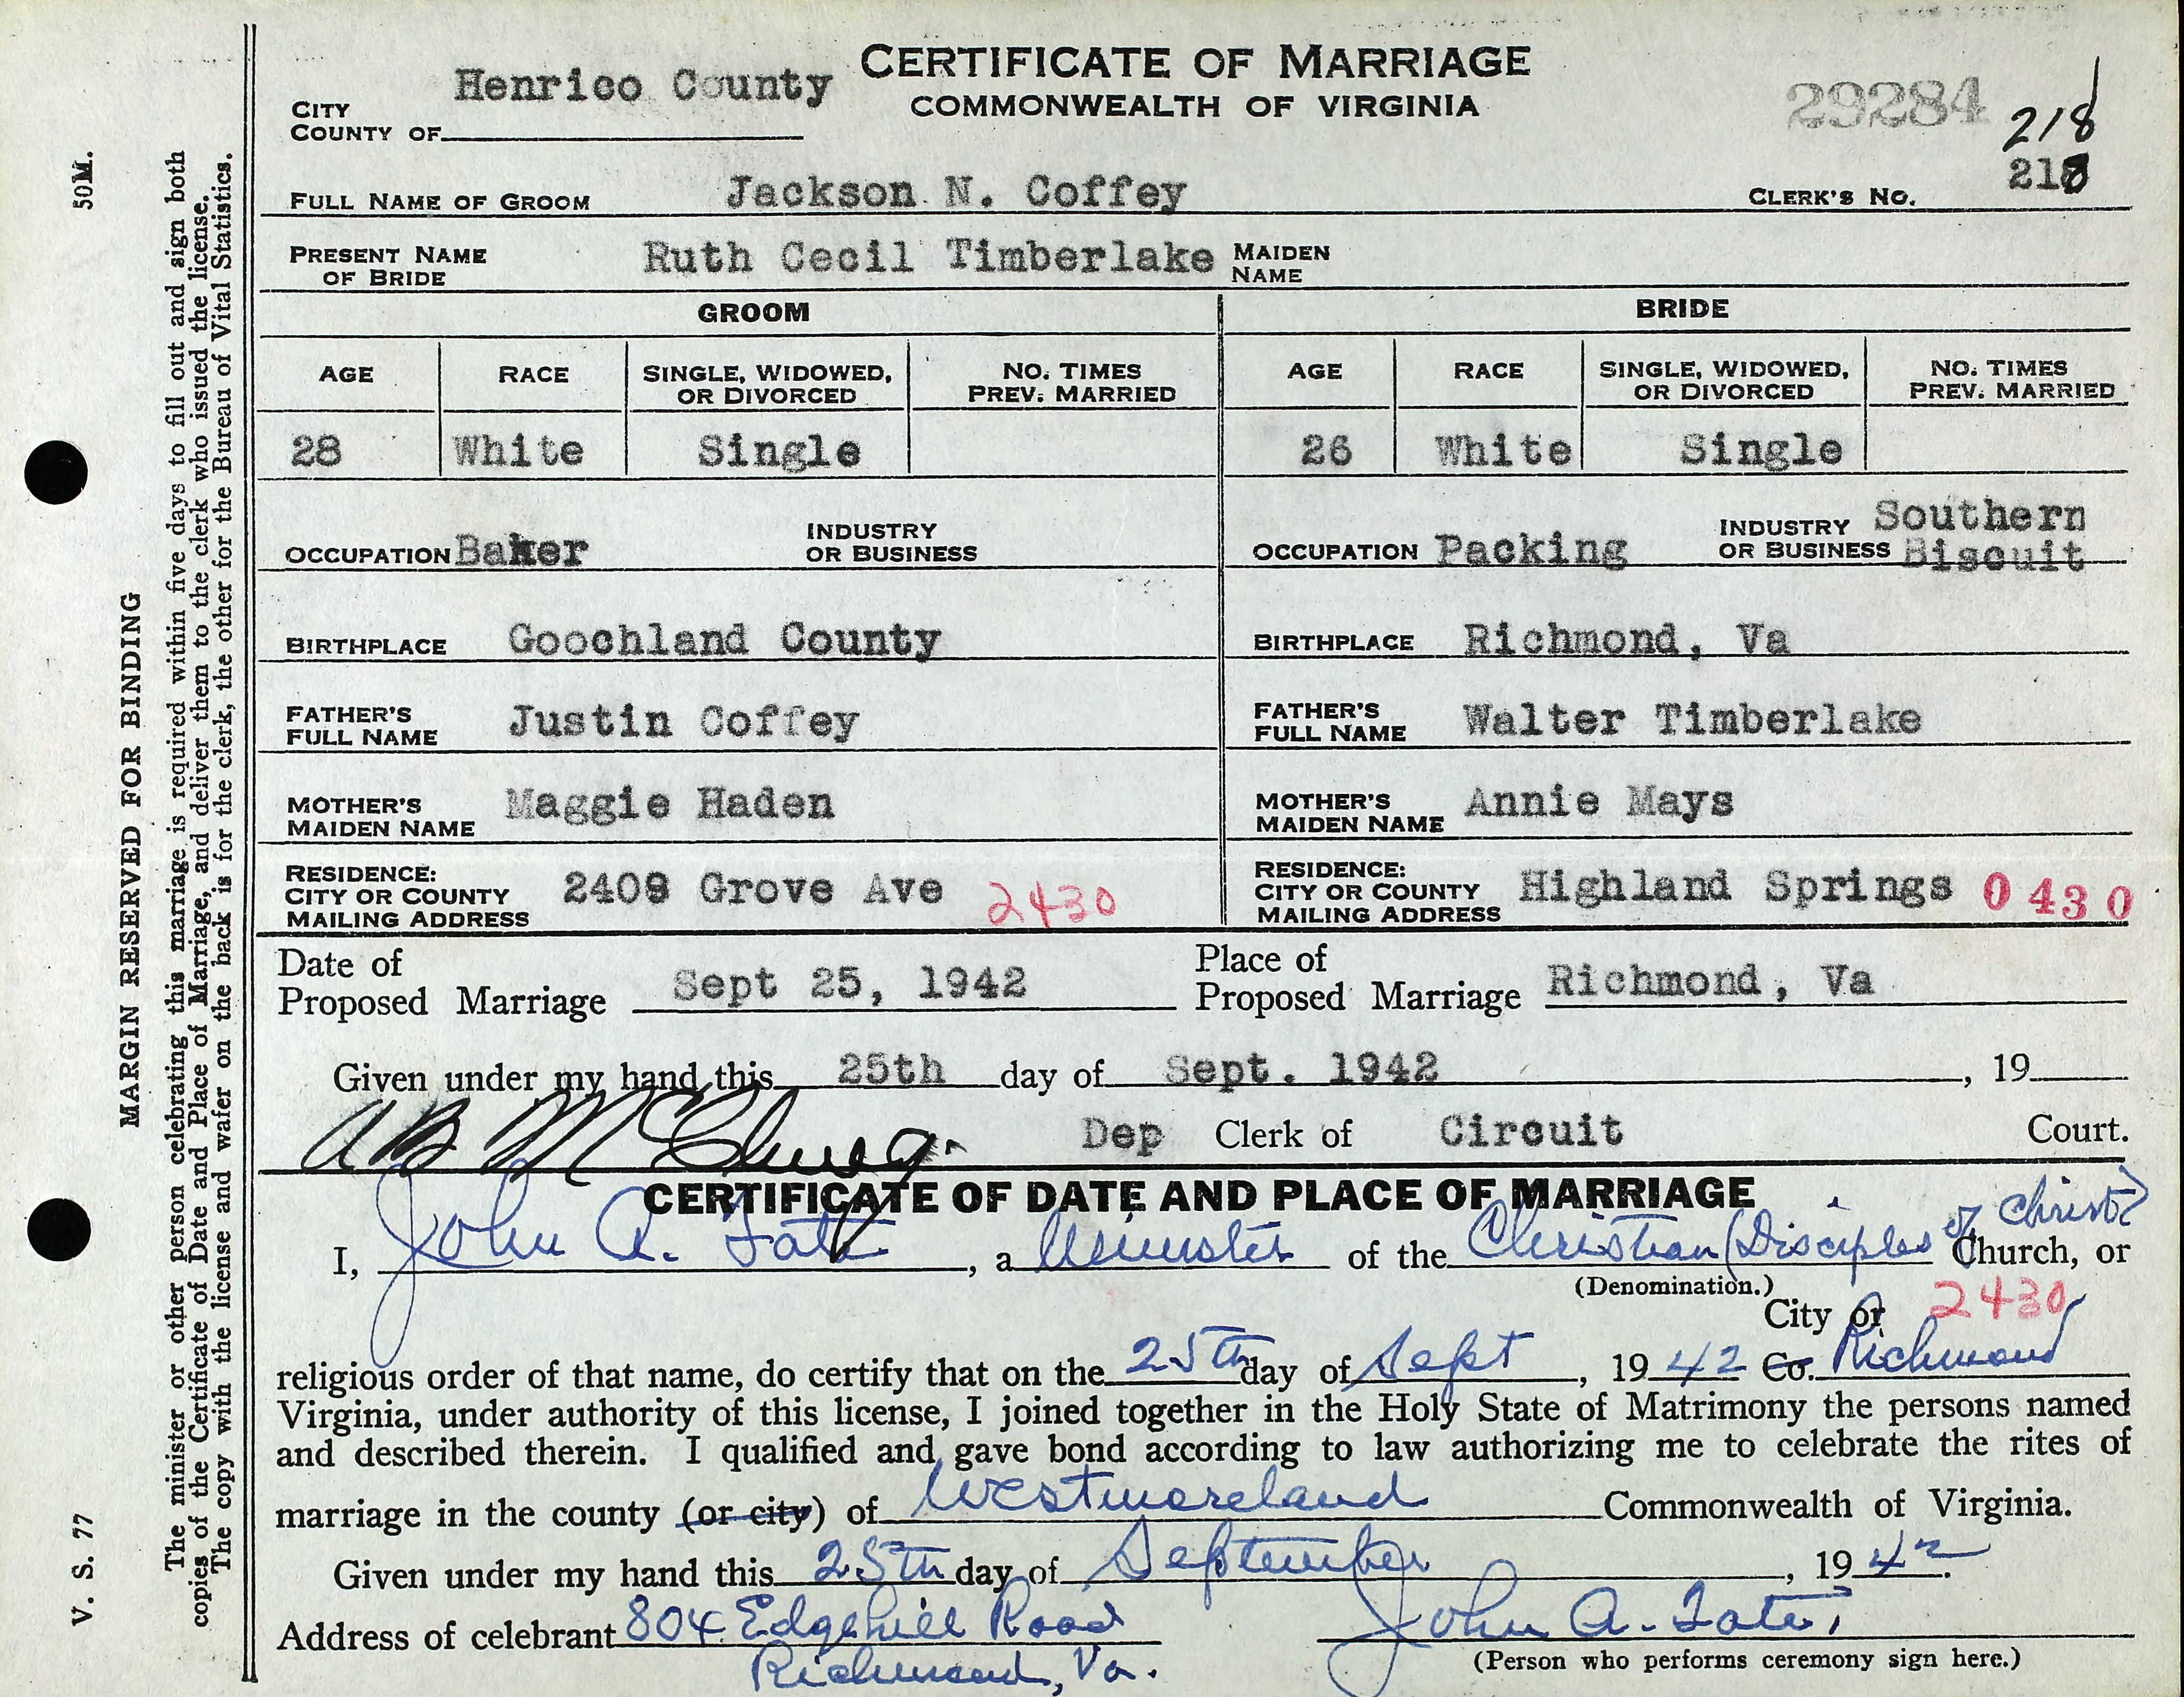 50M.
MARGIN RESERVED FOR BINDING
V. S. 77
The minister or other person celebrating this marriage is required within five days to fill out and sign both
copies of the Certificate of Date and Place of Marriage, and deliver them to the clerk who issued the license.
The copy with the license and wafer on the back is for the clerk, the other for the Bureau of Vital Statistics.
CERTIFICATE OF MARRIAGE
COMMONWEALTH OF VIRGINIA
CITY
COUNTY OF Henrico County
29284
218
FULL NAME OF GROOM Jackson N. Coffey CLERK'S NO. 218
PRESENT NAME OF BRIDE Ruth Cecil Timberlake MAIDEN NAME
GROOM BRIDE
AGE RACE SINGLE, WIDOWED, OR DIVORCED NO. TIMES PREV. MARRIED AGE RACE SINGLE, WIDOWED, OR DIVORCED NO. TIMES PREV. MARRIED
28 White Single 26 White Single
OCCUPATION Baker INDUSTRY OR BUSINESS OCCUPATION Packing INDUSTRY OR BUSINESS Southern Biscuit
BIRTHPLACE Goochland County BIRTHPLACE Richmond, Va
FATHER'S FULL NAME Justin Coffey FATHER'S FULL NAME Walter Timberlake
MOTHER'S MAIDEN NAME Maggie Haden MOTHER'S MAIDEN NAME Annie Mays
RESIDENCE: CITY OR COUNTY MAILING ADDRESS 2409 Grove Ave 2430 RESIDENCE: CITY OR COUNTY MAILING ADDRESS Highland Springs 0430
Date of Proposed Marriage Sept 25, 1942 Place of Proposed Marriage Richmond, Va
Given under my hand this 25th day of Sept. 1942, 19
Dep Clerk of Circuit Court.
CERTIFICATE OF DATE AND PLACE OF MARRIAGE
I, John A. , a Minister of the Christian (Disciples of Christ) Church, or
(Denomination.)
City or 2430
religious order of that name, do certify that on the 25th day of Sept, 1942 Co. Richmond
Virginia, under authority of this license, I joined together in the Holy State of Matrimony the persons named
and described therein. I qualified and gave bond according to law authorizing me to celebrate the rites of
marriage in the county (or city) of Westmoreland Commonwealth of Virginia.
Given under my hand this 25th day of September, 1942.
Address of celebrant 804 Edgehill Road John A.
Richmond, Va. (Person who performs ceremony sign here.)